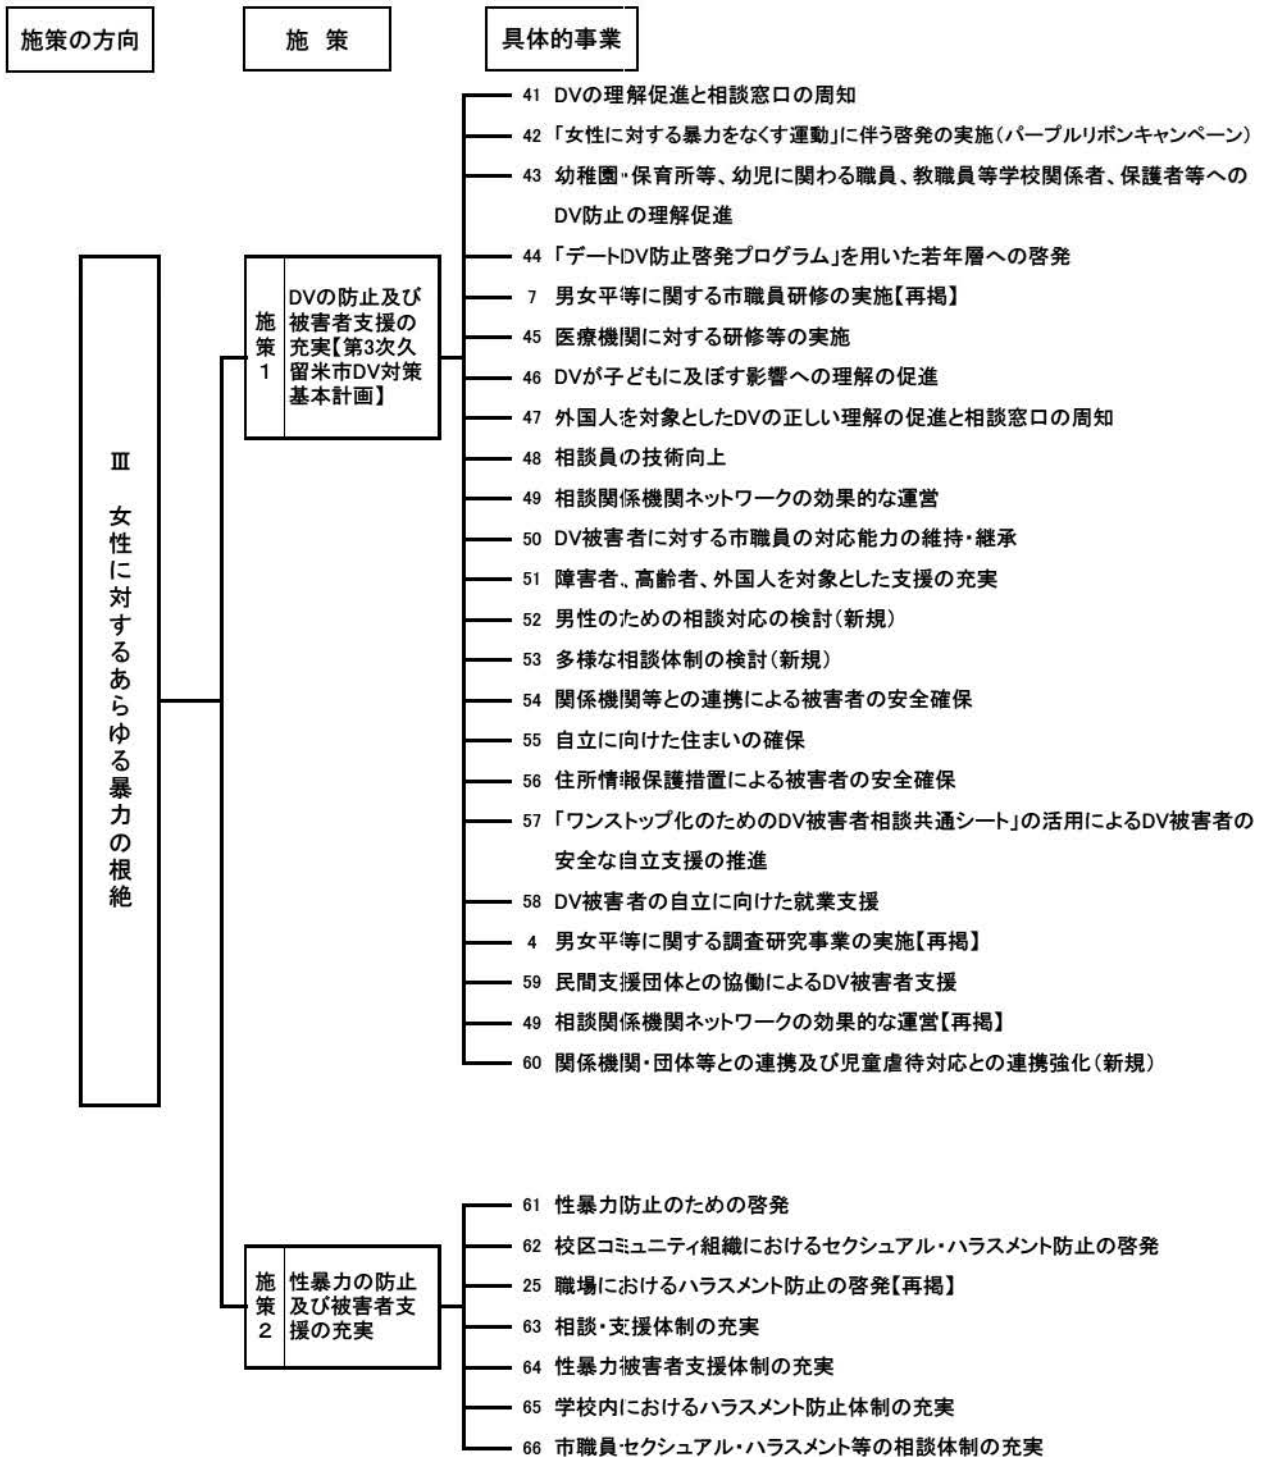 施策の方向
施 策
具体的事業
Ⅲ 女性に対するあらゆる暴力の根絶
施策1
DVの防止及び
被害者支援の
充実【第3次久
留米市DV対策
基本計画】
41 DVの理解促進と相談窓口の周知
42 「女性に対する暴力をなくす運動」に伴う啓発の実施(パープルリボンキャンペーン)
43 幼稚園・保育所等、幼児に関わる職員、教職員等学校関係者、保護者等への
DV防止の理解促進
44 「デートDV防止啓発プログラム」を用いた若年層への啓発
7 男女平等に関する市職員研修の実施【再掲】
45 医療機関に対する研修等の実施
46 DVが子どもに及ぼす影響への理解の促進
47 外国人を対象としたDVの正しい理解の促進と相談窓口の周知
48 相談員の技術向上
49 相談関係機関ネットワークの効果的な運営
50 DV被害者に対する市職員の対応能力の維持・継承
51 障害者、高齢者、外国人を対象とした支援の充実
52 男性のための相談対応の検討(新規)
53 多様な相談体制の検討(新規)
54 関係機関等との連携による被害者の安全確保
55 自立に向けた住まいの確保
56 住所情報保護措置による被害者の安全確保
57 「ワンストップ化のためのDV被害者相談共通シート」の活用によるDV被害者の
安全な自立支援の推進
58 DV被害者の自立に向けた就業支援
4 男女平等に関する調査研究事業の実施【再掲】
59 民間支援団体との協働によるDV被害者支援
49 相談関係機関ネットワークの効果的な運営【再掲】
60 関係機関・団体等との連携及び児童虐待対応との連携強化(新規)
施策2
性暴力の防止
及び被害者支
援の充実
61 性暴力防止のための啓発
62 校区コミュニティ組織におけるセクシュアル・ハラスメント防止の啓発
25 職場におけるハラスメント防止の啓発【再掲】
63 相談・支援体制の充実
64 性暴力被害者支援体制の充実
65 学校内におけるハラスメント防止体制の充実
66 市職員セクシュアル・ハラスメント等の相談体制の充実